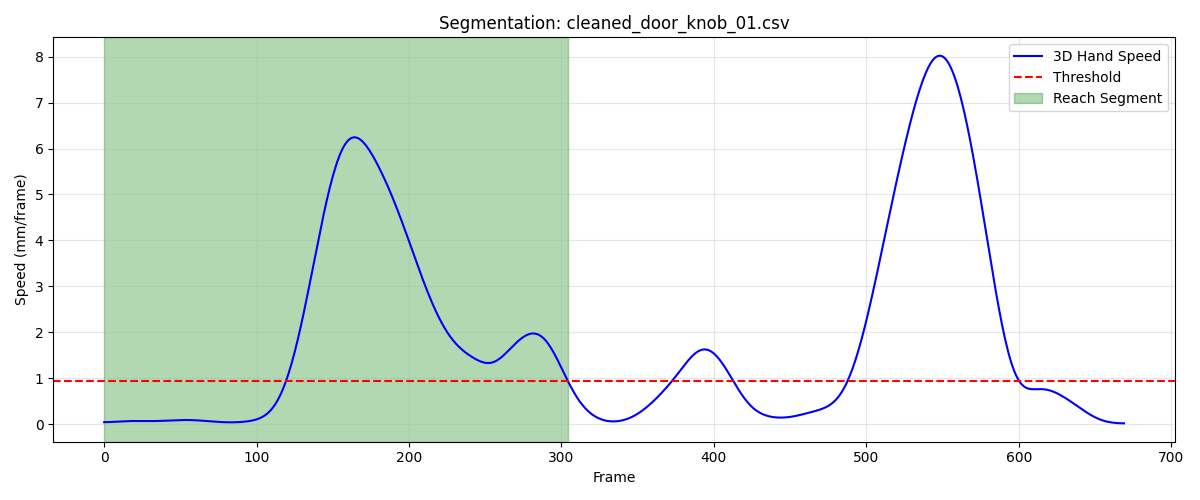 Segmentation: cleaned_door_knob_01.csv
3D Hand Speed
Threshold
Reach Segment
Speed (mm/frame)
8
7
6
5
4
3
2
1
0
0 100 200 300 400 500 600 700
Frame